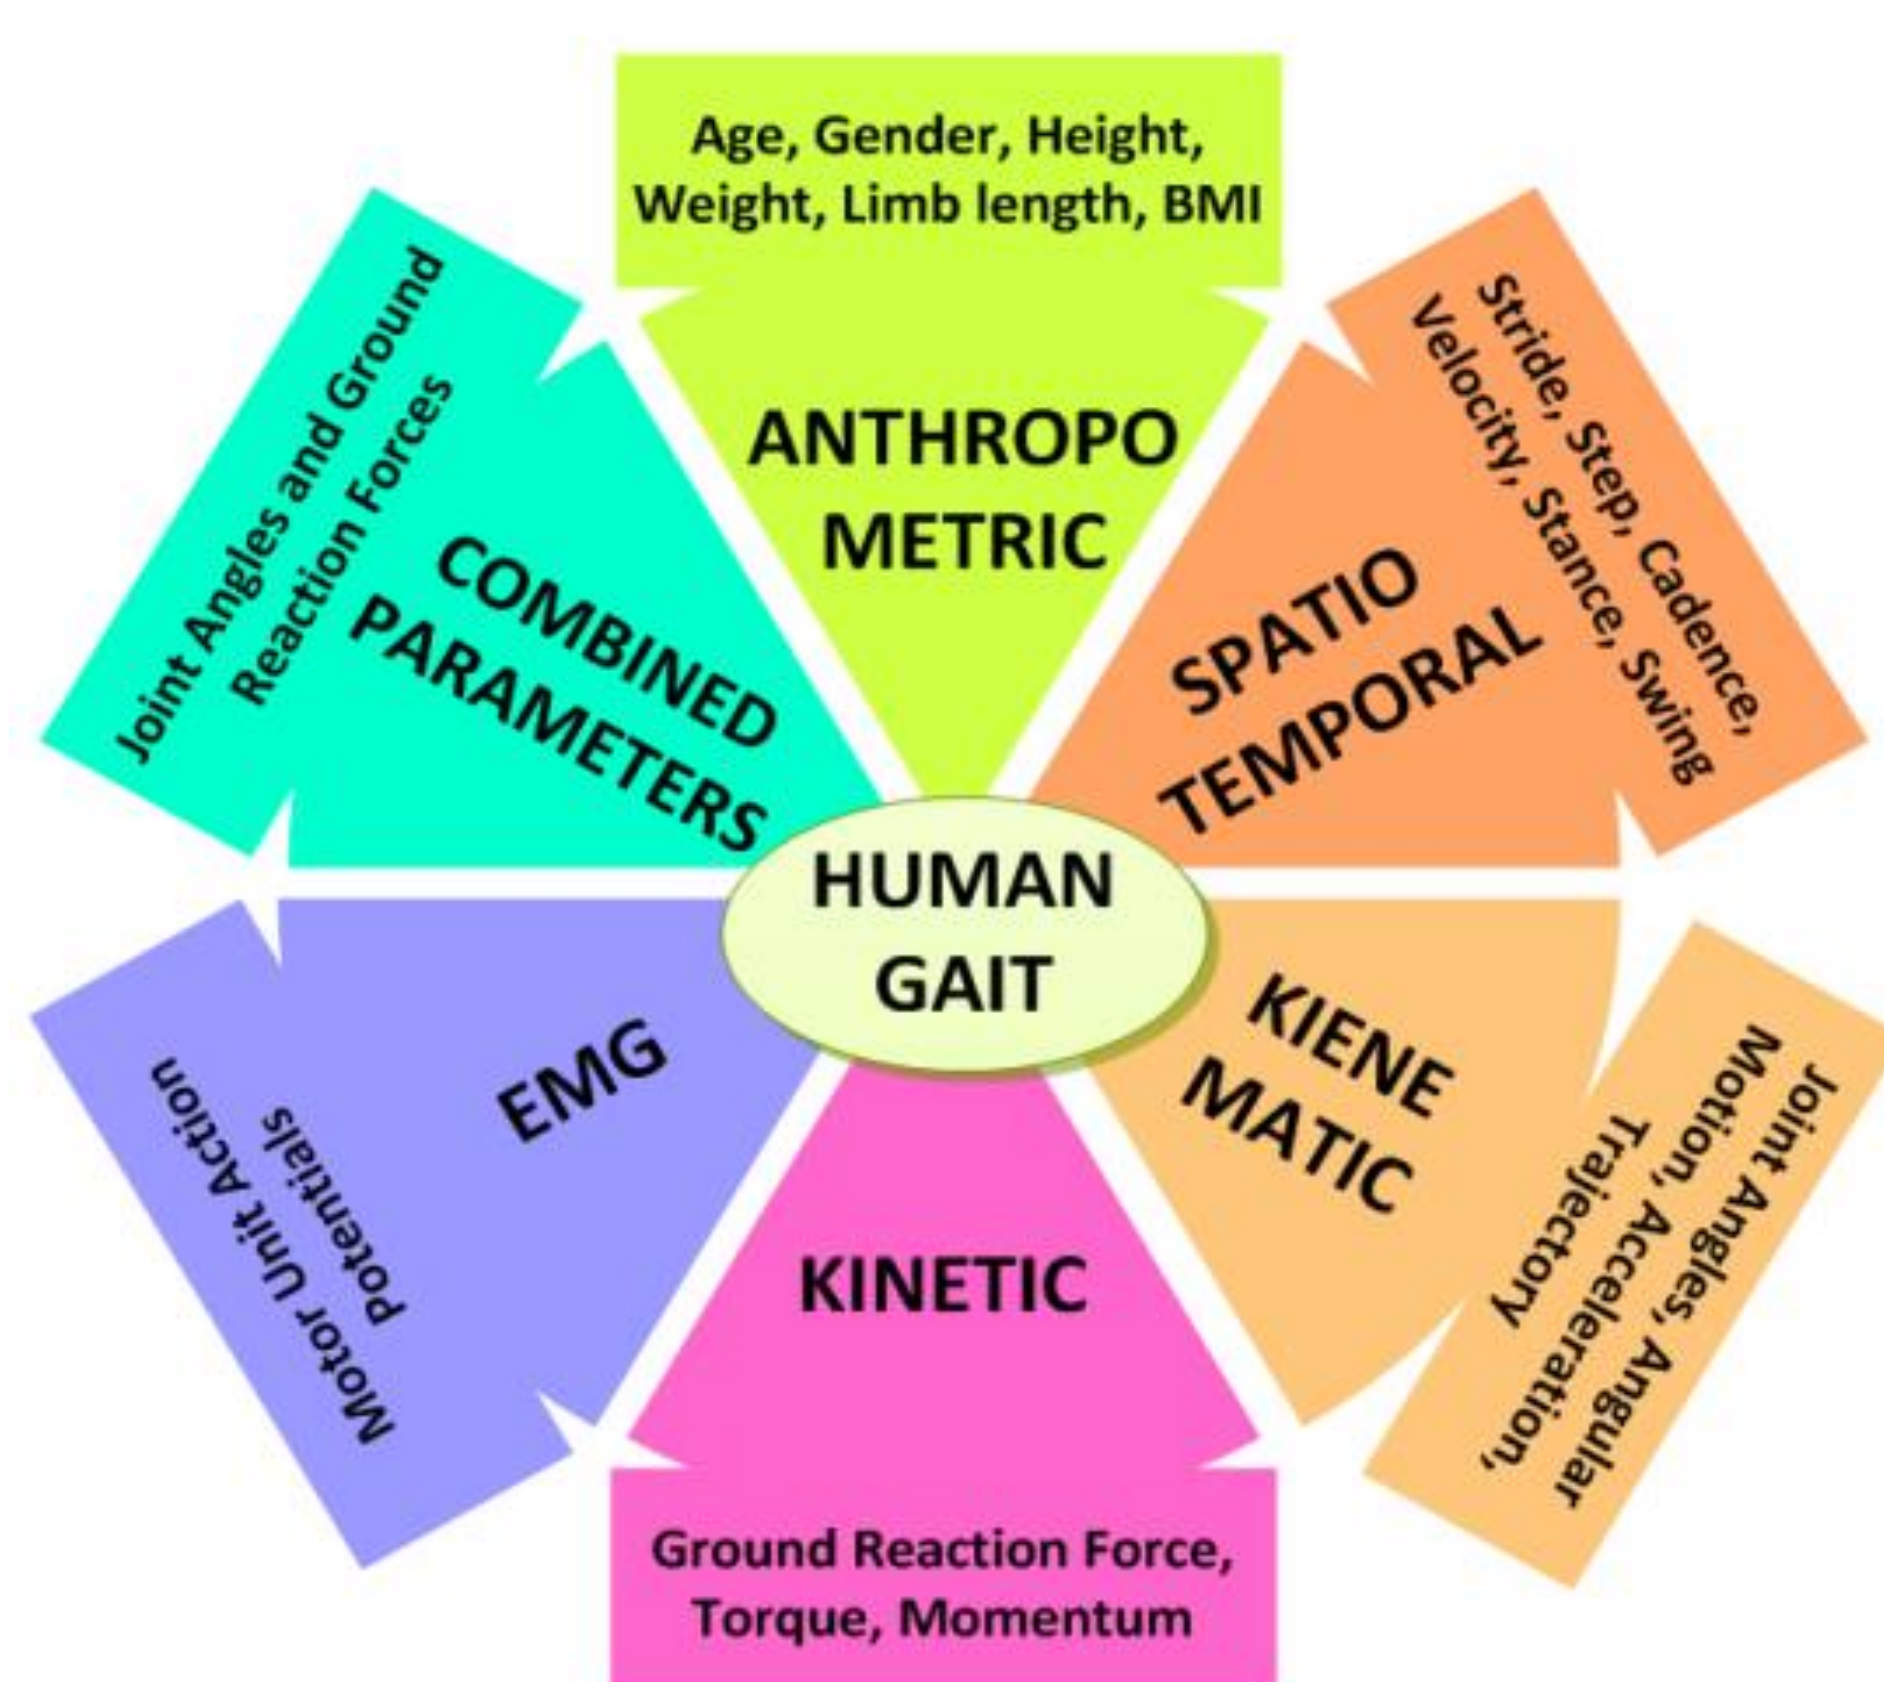 Age, Gender, Height,
Weight, Limb length, BMI
ANTHROPO
METRIC
Stride, Step, Cadence,
Velocity, Stance, Swing
SPATIO
TEMPORAL
Joint Angles, Angular
Motion, Acceleration,
Trajectory
KIENE
MATIC
KINETIC
Ground Reaction Force,
Torque, Momentum
EMG
Motor Unit Action
Potentials
Joint Angles and Ground
Reaction Forces
COMBINED
PARAMETERS
HUMAN
GAIT